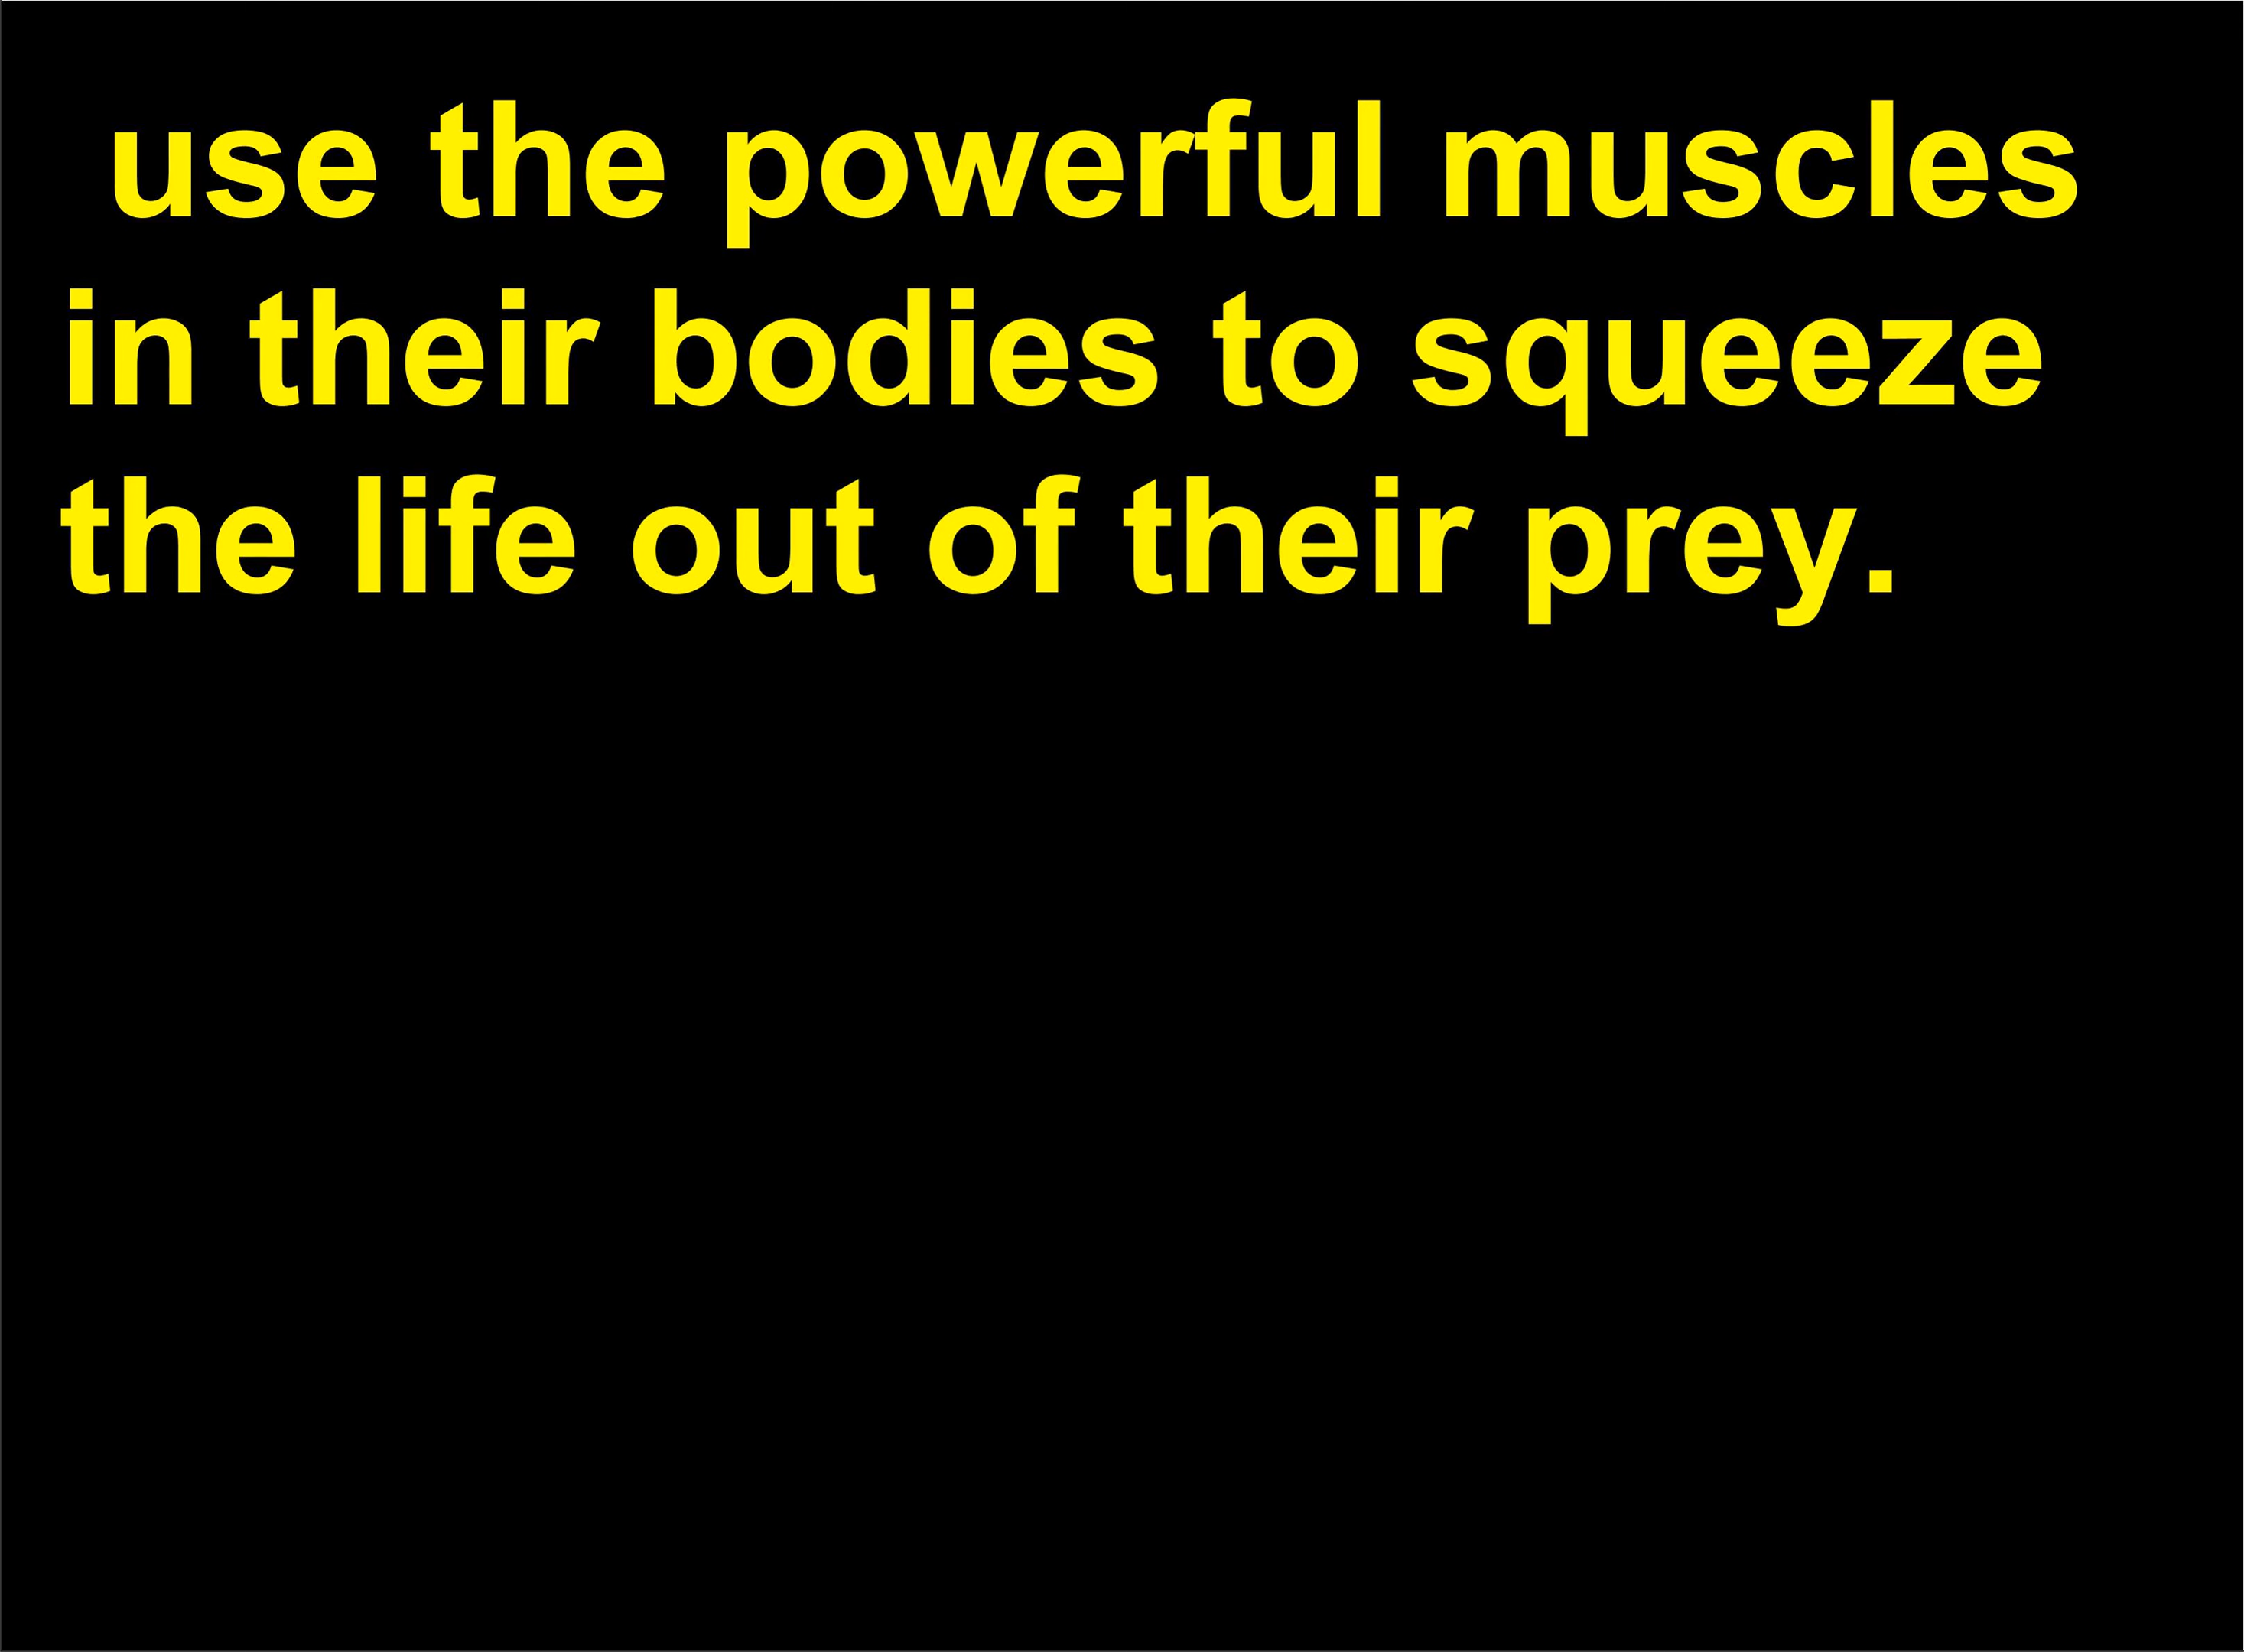 use the powerful muscles
in their bodies to squeeze
the life out of their prey.